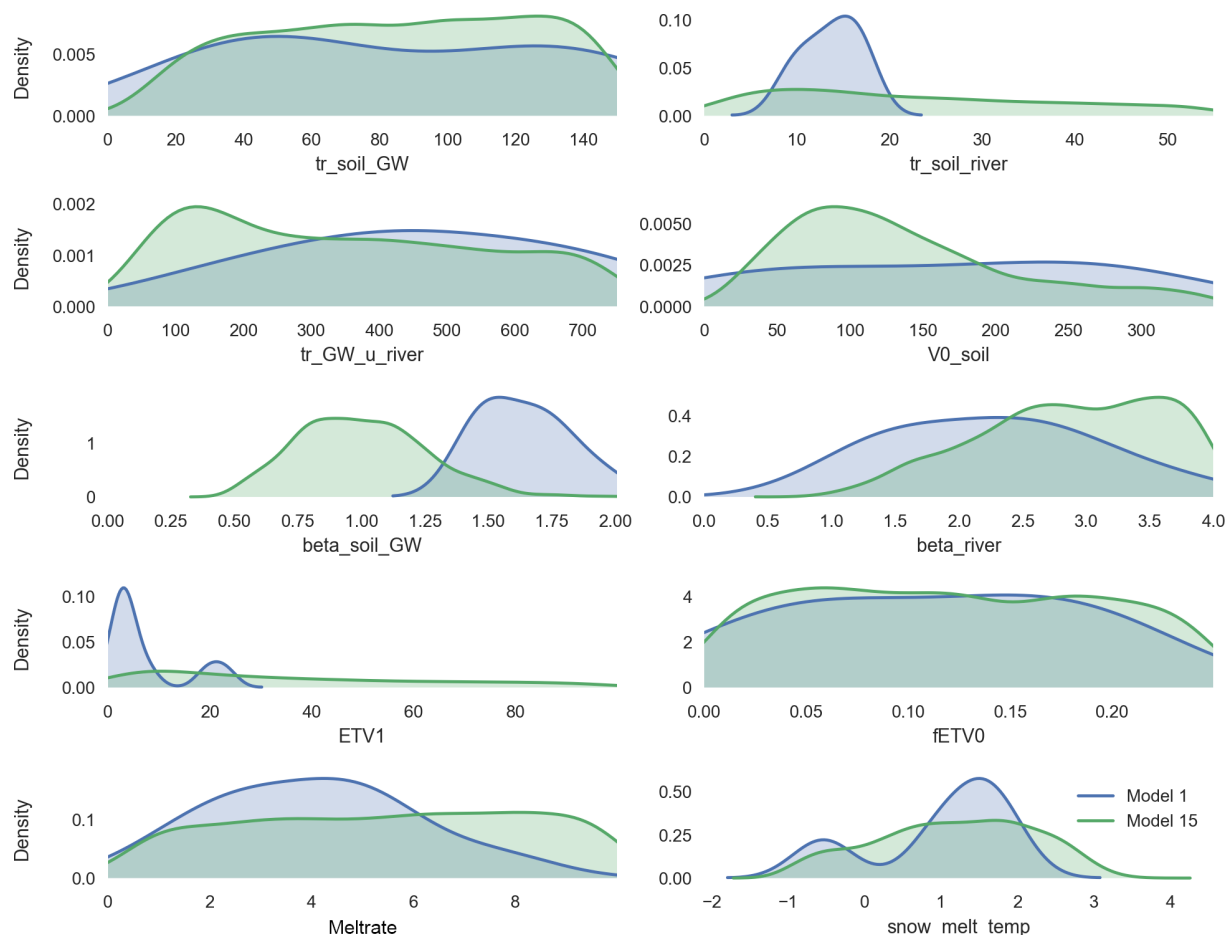 Density
0.005
0.000
0 20 40 60 80 100 120 140
tr_soil_GW
0.10
0.05
0.00
0 10 20 30 40 50
tr_soil_river
Density
0.002
0.001
0.000
0 100 200 300 400 500 600 700
tr_GW_u_river
0.0050
0.0025
0.0000
0 50 100 150 200 250 300
V0_soil
Density
1
0
0.00 0.25 0.50 0.75 1.00 1.25 1.50 1.75 2.00
beta_soil_GW
0.4
0.2
0.0
0.0 0.5 1.0 1.5 2.0 2.5 3.0 3.5 4.0
beta_river
Density
0.10
0.05
0.00
0 20 40 60 80
ETV1
4
2
0
0.00 0.05 0.10 0.15 0.20
fETV0
Density
0.1
0.0
0 2 4 6 8
Meltrate
0.50
0.25
0.00
−2 −1 0 1 2 3 4
snow_melt_temp
Model 1
Model 15